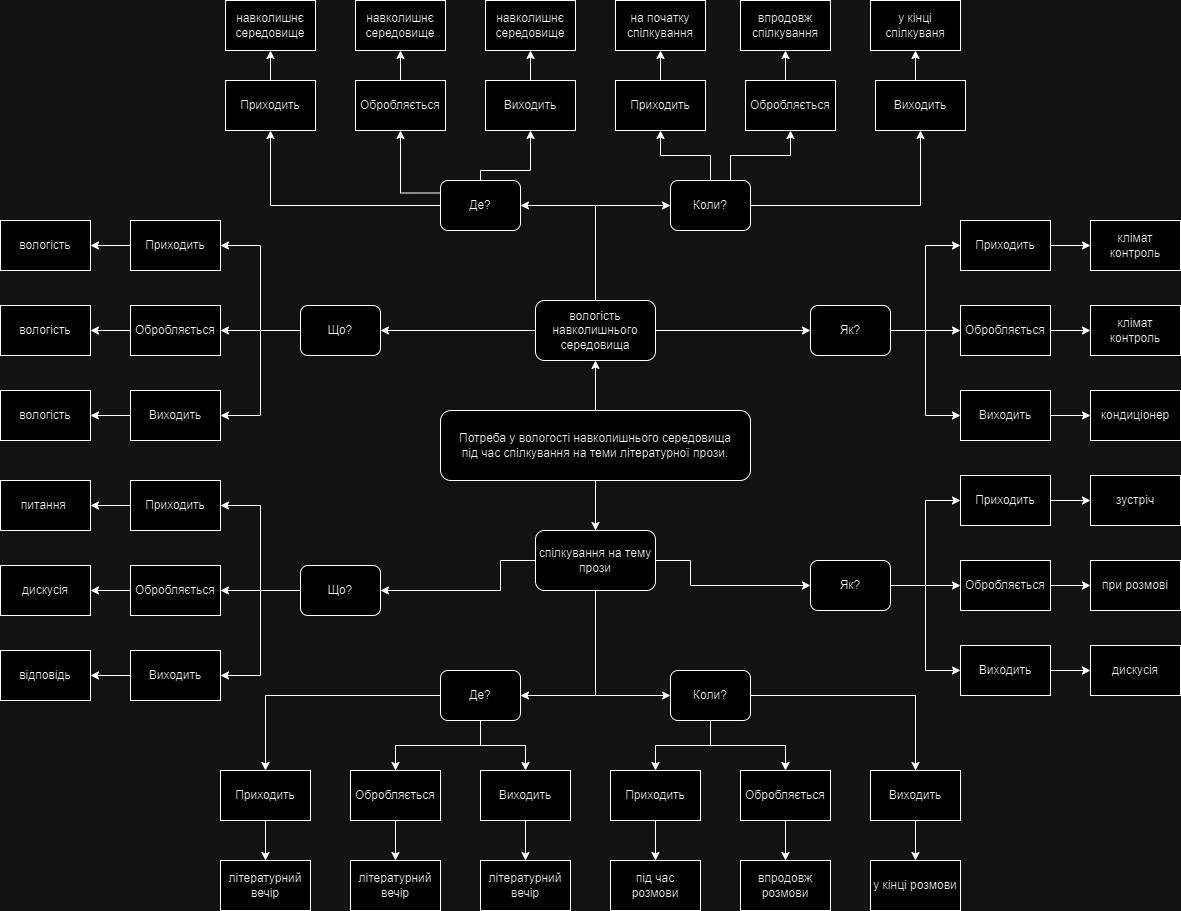 навколишнє
середовище
навколишнє
середовище
навколишнє
середовище
на початку
спілкування
впродовж
спілкування
у кінці
спілкуваня
Приходить
Обробляється
Виходить
Приходить
Обробляється
Виходить
Де?
Коли?
вологість
Приходить
Приходить
клімат
контроль
вологість
Обробляється
Що?
вологість
навколишнього
середовища
Як?
Обробляється
клімат
контроль
вологість
Виходить
Виходить
кондиціонер
Потреба у вологості навколишнього середовища
під час спілкування на теми літературної прози.
питання
Приходить
Приходить
зустріч
спілкування на тему
прози
дискусія
Обробляється
Що?
Як?
Обробляється
при розмові
відповідь
Виходить
Виходить
дискусія
Де?
Коли?
Приходить
Обробляється
Виходить
Приходить
Обробляється
Виходить
літературний
вечір
літературний
вечір
літературний
вечір
під час
розмови
впродовж
розмови
у кінці розмови